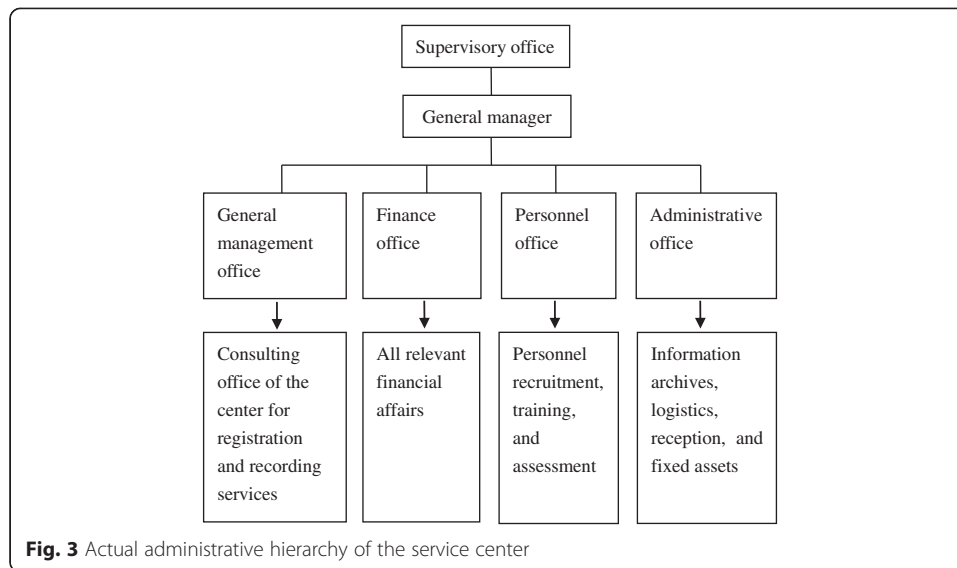 Supervisory office
General manager
General
management
office
Finance
office
Personnel
office
Administrative
office
Consulting
office of the
center for
registration
and recording
services
All relevant
financial
affairs
Personnel
recruitment,
training,
and
assessment
Information
archives,
logistics,
reception, and
fixed assets
Fig. 3 Actual administrative hierarchy of the service center